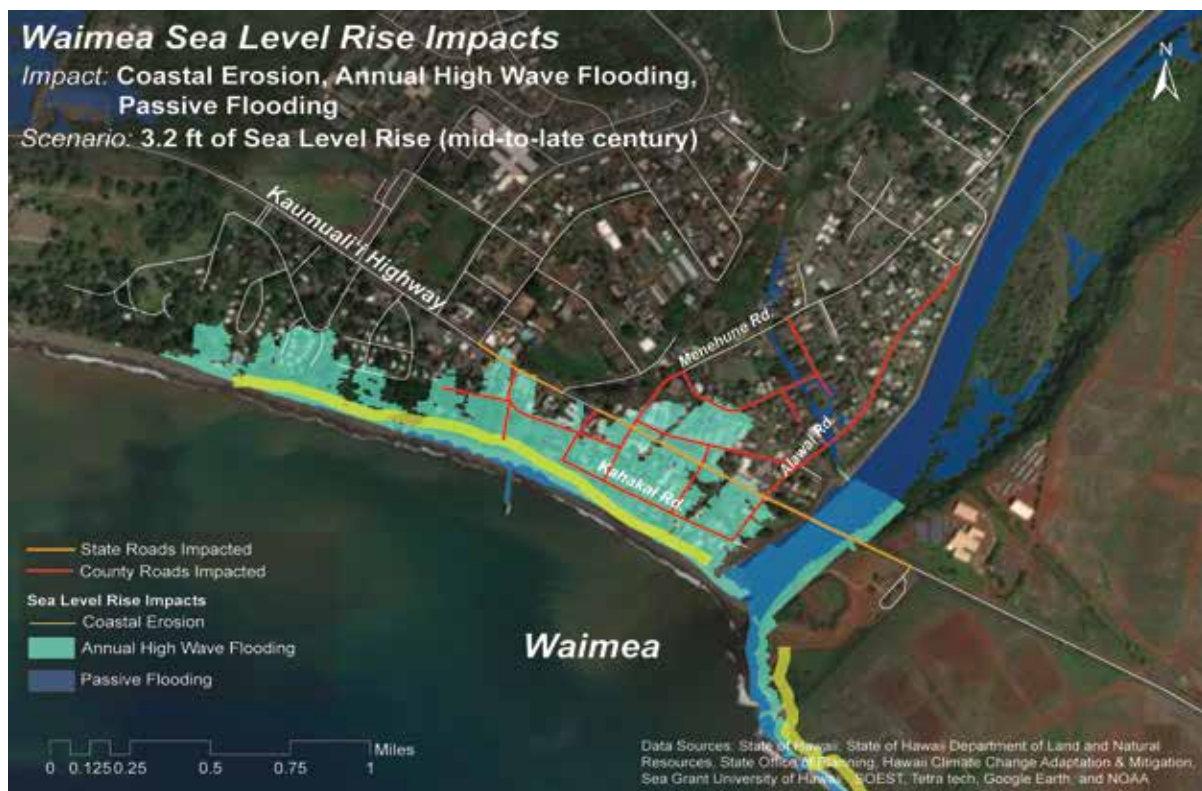 Waimea Sea Level Rise Impacts
Impact: Coastal Erosion, Annual High Wave Flooding,
Passive Flooding
Scenario: 3.2 ft of Sea Level Rise (mid-to-late century)
N
Kaumuali'i Highway
Menehune Rd.
Alawai Rd.
Kahakai Rd.
State Roads Impacted
County Roads Impacted
Sea Level Rise Impacts
Coastal Erosion
Annual High Wave Flooding
Passive Flooding
Waimea
Miles
0 0.125 0.25 0.5 0.75 1
Data Sources: State of Hawaii, State of Hawaii Department of Land and Natural
Resources, State Office of Planning, Hawaii Climate Change Adaptation & Mitigation,
Sea Grant University of Hawaii, SOEST, Tetra tech, Google Earth, and NOAA